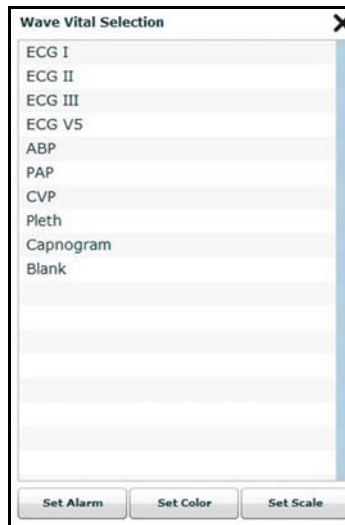 Wave Vital Selection
ECG I
ECG II
ECG III
ECG V5
ABP
PAP
CVP
Pleth
Capnogram
Blank
Set Alarm Set Color Set Scale